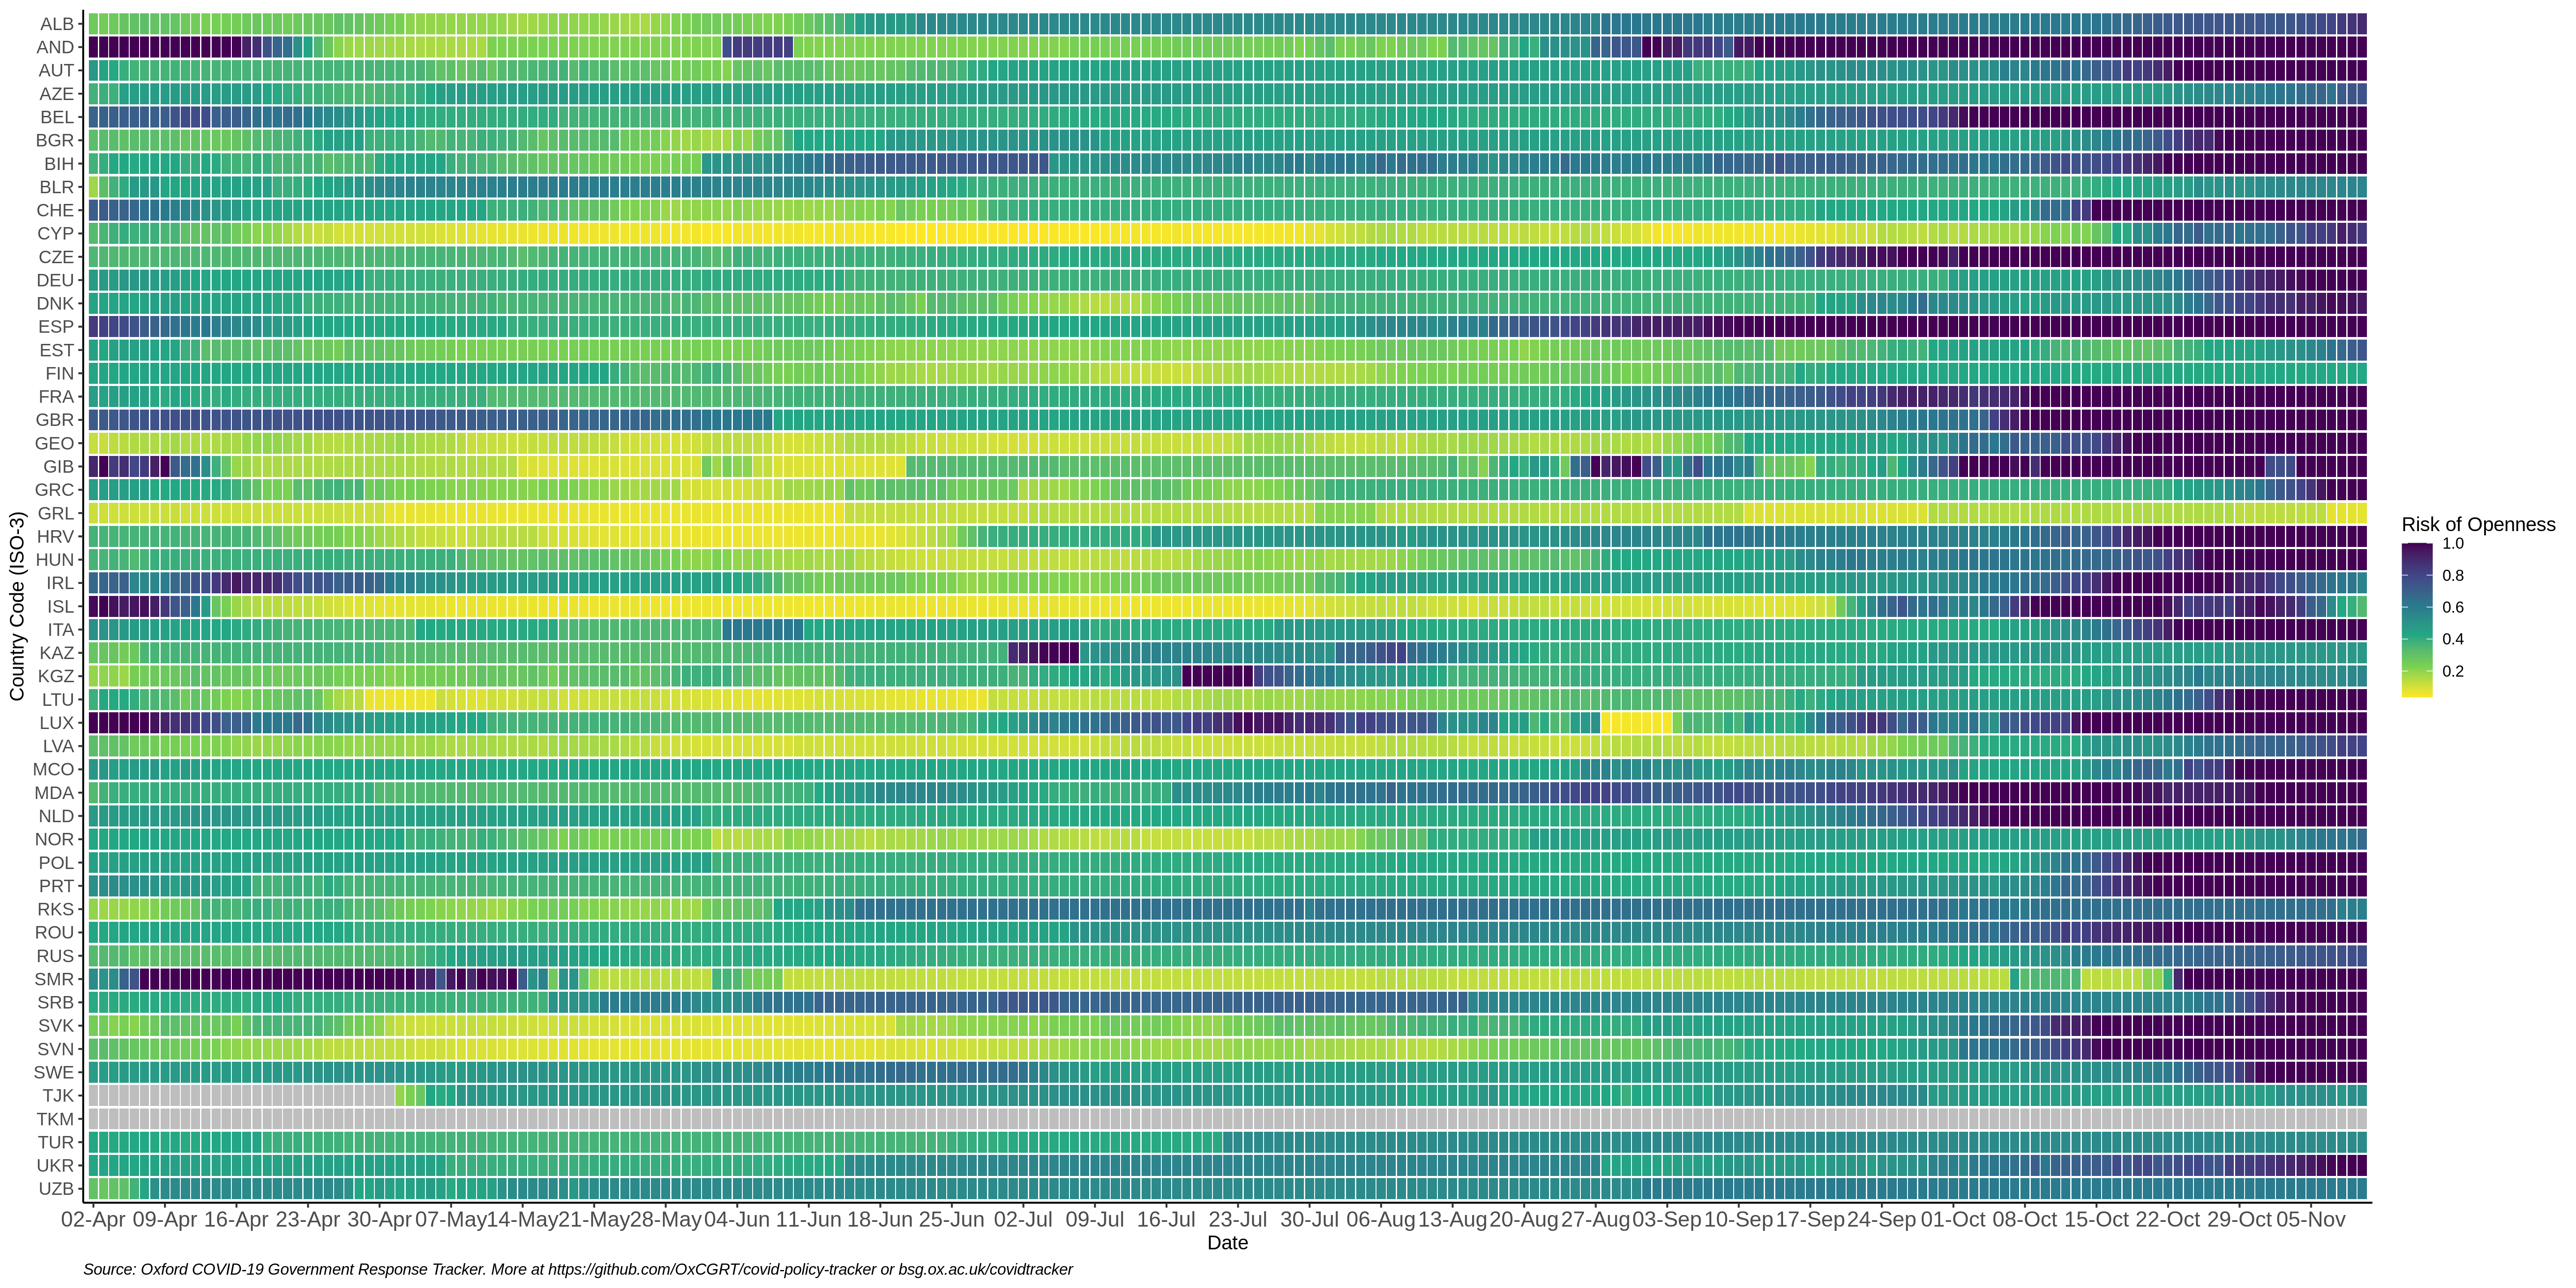 ALB
AND
AUT
AZE
BEL
BGR
BIH
BLR
CHE
CYP
CZE
DEU
DNK
ESP
EST
FIN
FRA
GBR
GEO
GIB
GRC
GRL
HRV
HUN
IRL
ISL
ITA
KAZ
KGZ
LTU
LUX
LVA
MCO
MDA
NLD
NOR
POL
PRT
RKS
ROU
RUS
SMR
SRB
SVK
SVN
SWE
TJK
TKM
TUR
UKR
UZB
Country Code (ISO-3)
02-Apr 09-Apr 16-Apr 23-Apr 30-Apr 07-May 14-May 21-May 28-May 04-Jun 11-Jun 18-Jun 25-Jun 02-Jul 09-Jul 16-Jul 23-Jul 30-Jul 06-Aug 13-Aug 20-Aug 27-Aug 03-Sep 10-Sep 17-Sep 24-Sep 01-Oct 08-Oct 15-Oct 22-Oct 29-Oct 05-Nov
Date
Risk of Openness
1.0
0.8
0.6
0.4
0.2
Source: Oxford COVID-19 Government Response Tracker. More at https://github.com/OxCGRT/covid-policy-tracker or bsg.ox.ac.uk/covidtracker